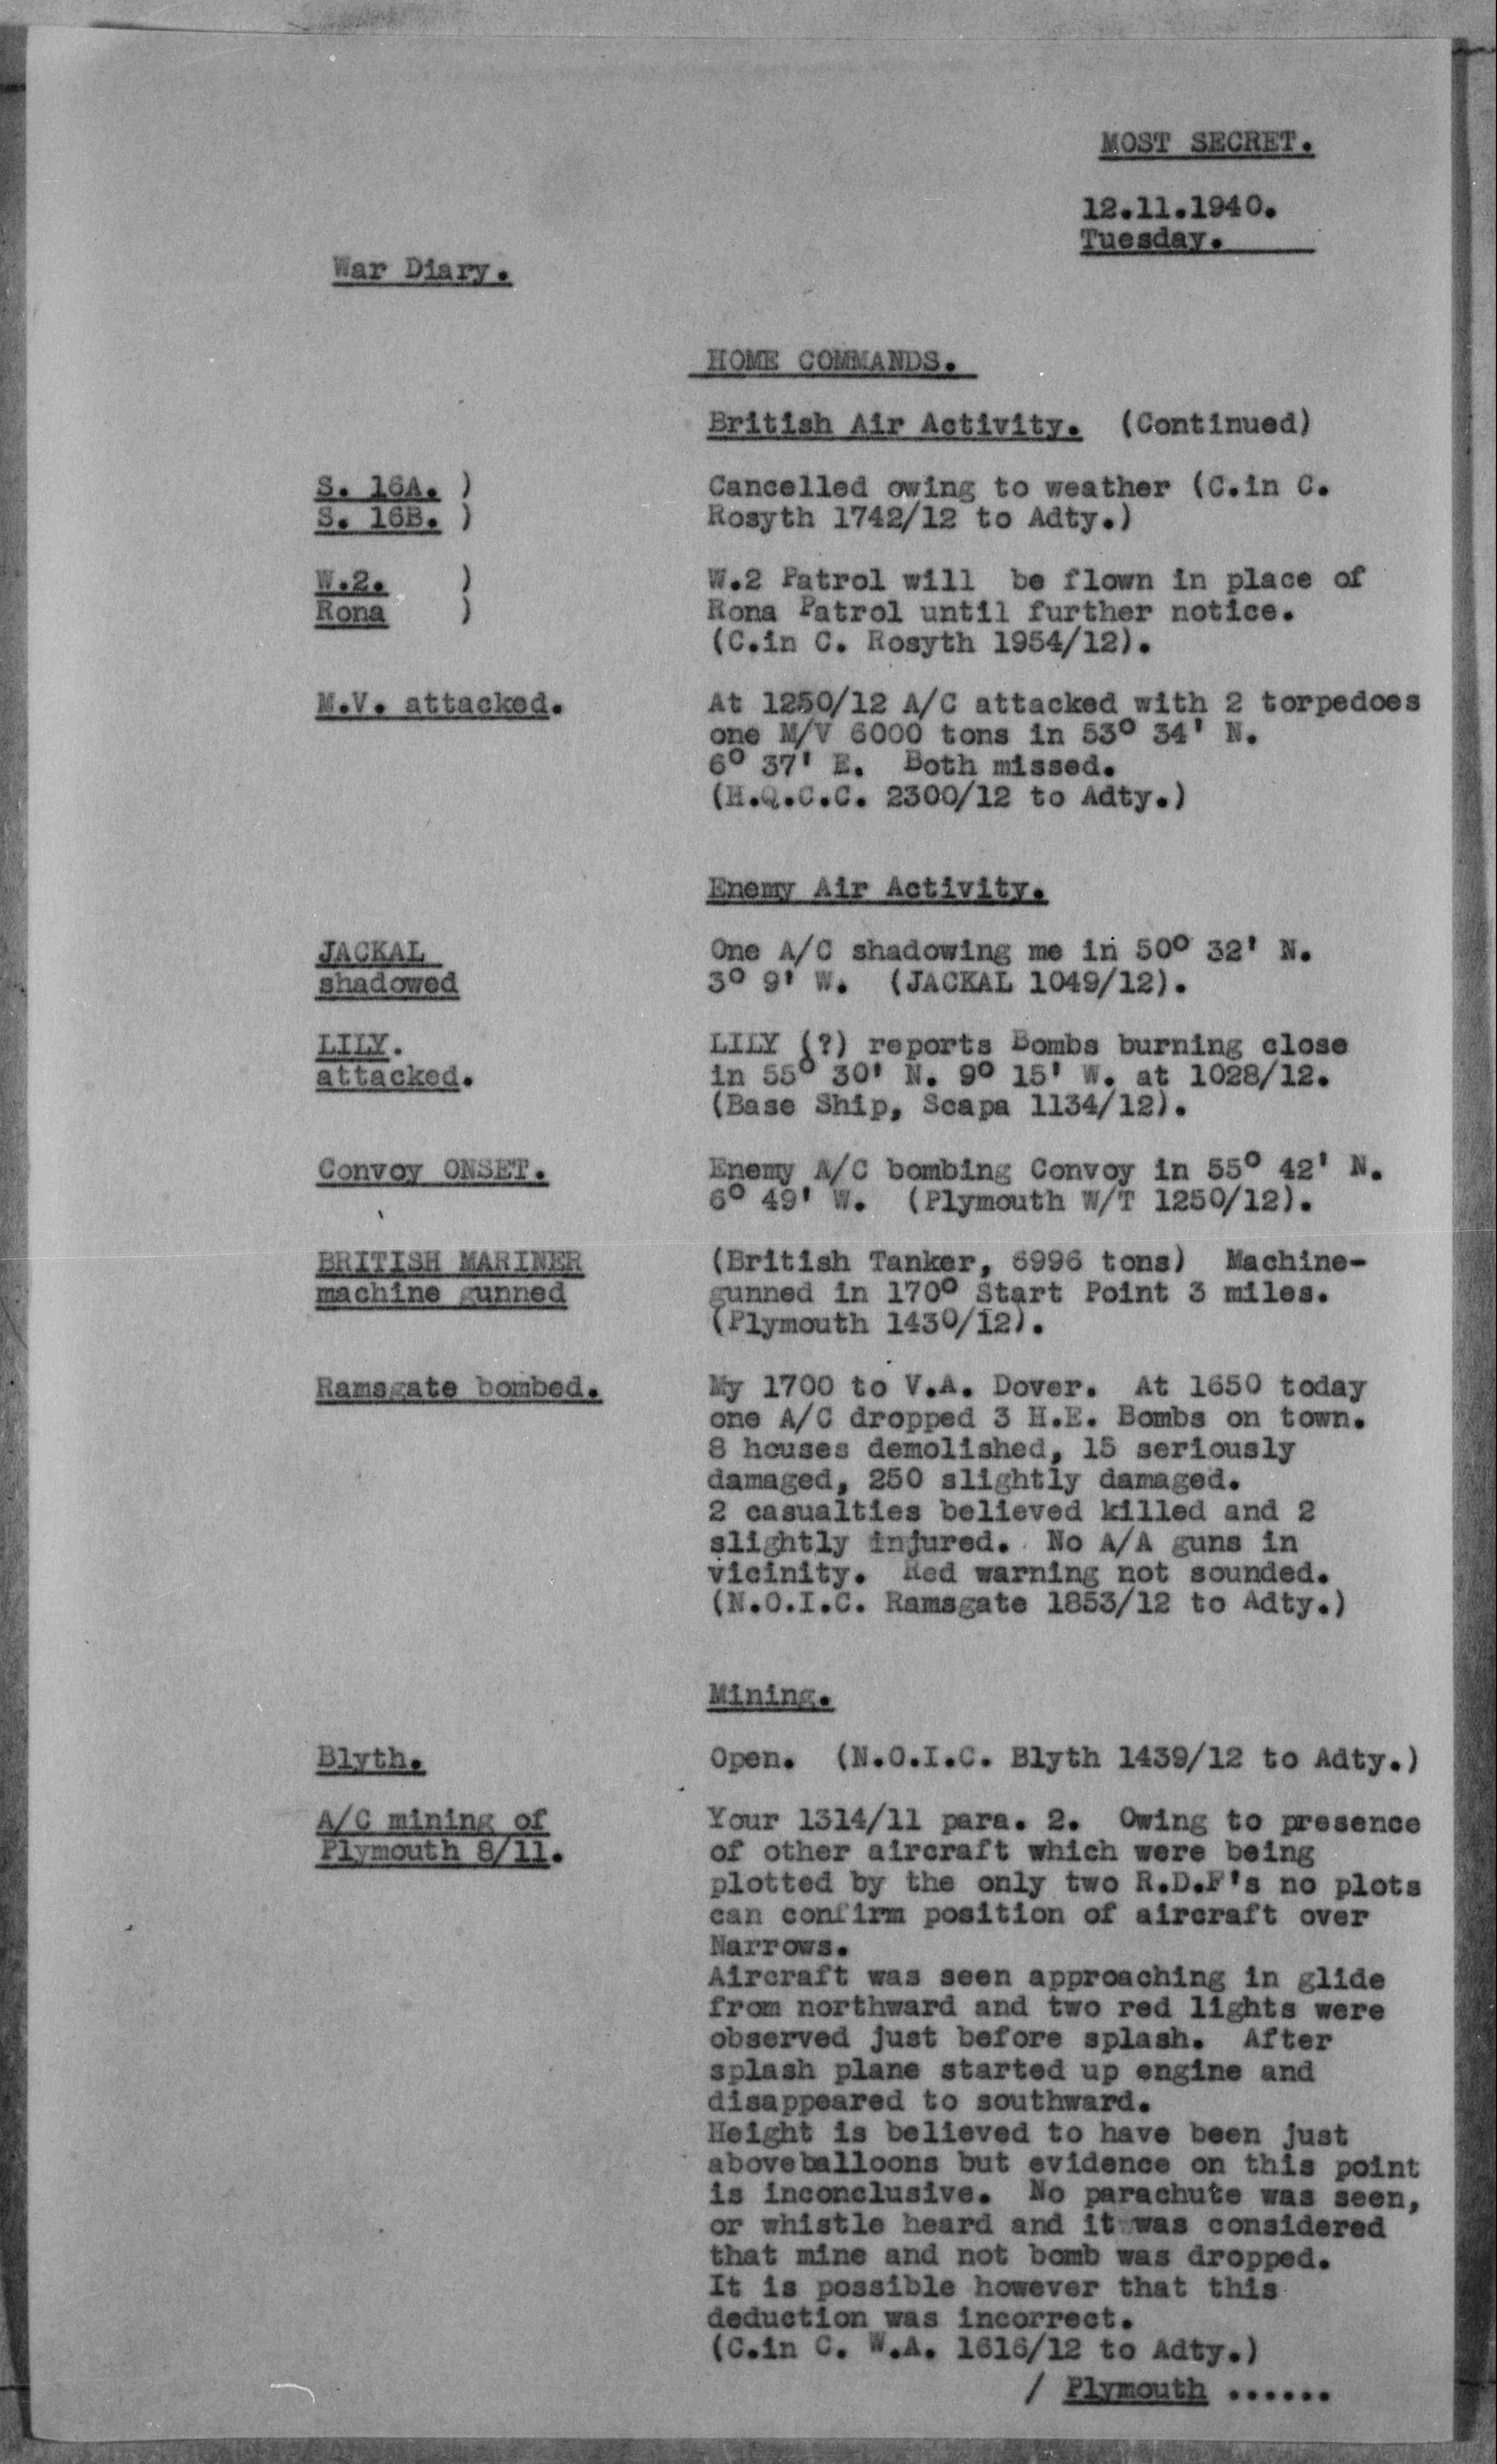 MOST SECRET.
12.11.1940.
Tuesday.
War Diary.
HOME COMMANDS.
British Air Activity. (Continued)
S. 16A. ) Cancelled owing to weather (C.in C.
S. 16B. ) Rosyth 1742/12 to Adty.)
W.2. ) W.2 Patrol will be flown in place of
Rona ) Rona Patrol until further notice.
(C.in C. Rosyth 1954/12).
M.V. attacked. At 1250/12 A/C attacked with 2 torpedoes
one M/V 6000 tons in 53° 34' N.
6° 37' E. Both missed.
(H.Q.C.C. 2300/12 to Adty.)
Enemy Air Activity.
JACKAL One A/C shadowing me in 50° 32' N.
shadowed 3° 9' W. (JACKAL 1049/12).
LILY. LILY (?) reports Bombs burning close
attacked. in 55° 30' N. 9° 15' W. at 1028/12.
(Base Ship, Scapa 1134/12).
Convoy ONSET. Enemy A/C bombing Convoy in 55° 42' N.
6° 49' W. (Plymouth W/T 1250/12).
BRITISH MARINER (British Tanker, 6996 tons) Machine-
machine gunned gunned in 170° Start Point 3 miles.
(Plymouth 1430/12).
Ramsgate bombed. My 1700 to V.A. Dover. At 1650 today
one A/C dropped 3 H.E. Bombs on town.
8 houses demolished, 15 seriously
damaged, 250 slightly damaged.
2 casualties believed killed and 2
slightly injured. No A/A guns in
vicinity. Red warning not sounded.
(N.O.I.C. Ramsgate 1853/12 to Adty.)
Mining.
Blyth. Open. (N.O.I.C. Blyth 1439/12 to Adty.)
A/C mining of Your 1314/11 para. 2. Owing to presence
Plymouth 8/11. of other aircraft which were being
plotted by the only two R.D.F's no plots
can confirm position of aircraft over
Narrows.
Aircraft was seen approaching in glide
from northward and two red lights were
observed just before splash. After
splash plane started up engine and
disappeared to southward.
Height is believed to have been just
aboveballoons but evidence on this point
is inconclusive. No parachute was seen,
or whistle heard and it was considered
that mine and not bomb was dropped.
It is possible however that this
deduction was incorrect.
(C.in C. W.A. 1616/12 to Adty.)
/ Plymouth ......